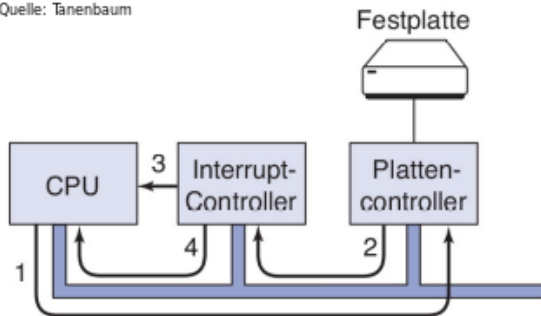 Quelle: Tanenbaum
Festplatte
CPU
3
Interrupt-
Controller
Platten-
controller
1
4
2